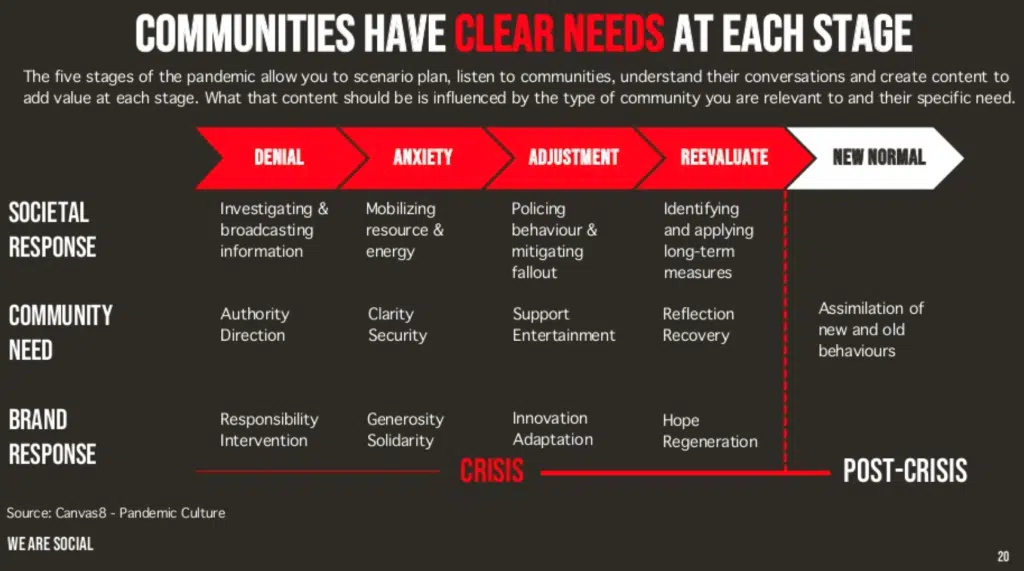 COMMUNITIES HAVE CLEAR NEEDS AT EACH STAGE
The five stages of the pandemic allow you to scenario plan, listen to communities, understand their conversations and create content to
add value at each stage. What that content should be is influenced by the type of community you are relevant to and their specific need.
DENIAL
ANXIETY
ADJUSTMENT
REEVALUATE
NEW NORMAL
SOCIETAL
RESPONSE
Investigating &
broadcasting
information
Mobilizing
resource &
energy
Policing
behaviour &
mitigating
fallout
Identifying
and applying
long-term
measures
COMMUNITY
NEED
Authority
Direction
Clarity
Security
Support
Entertainment
Reflection
Recovery
Assimilation of
new and old
behaviours
BRAND
RESPONSE
Responsibility
Intervention
Generosity
Solidarity
Innovation
Adaptation
Hope
Regeneration
CRISIS
POST-CRISIS
Source: Canvas8 - Pandemic Culture
WE ARE SOCIAL
20